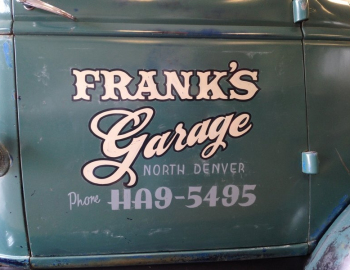 FRANK'S
Garage
NORTH DENVER
Phone HA9-5495